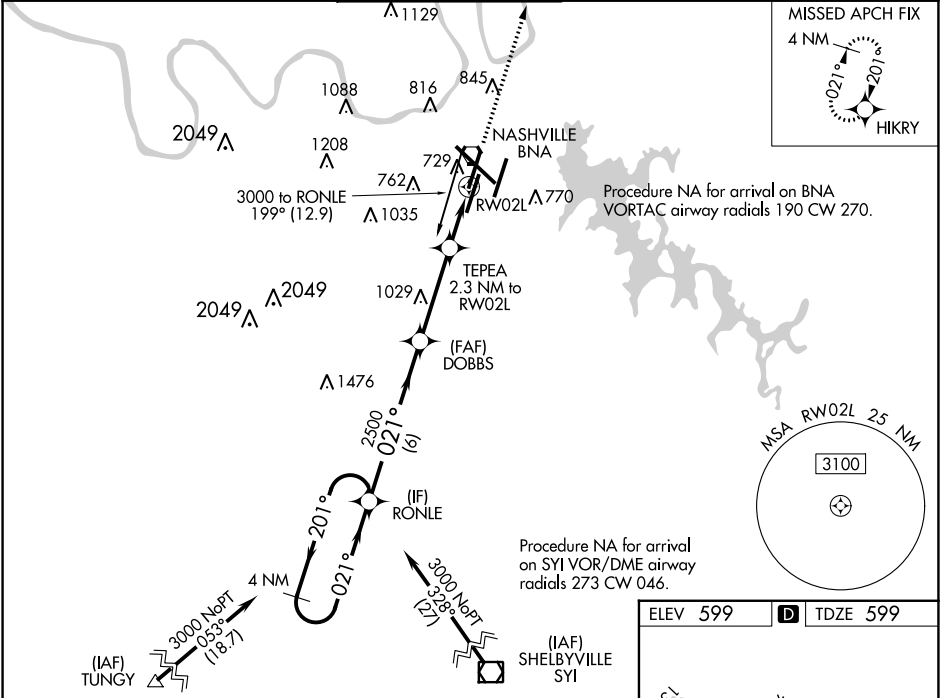 1129
MISSED APCH FIX
4 NM
021°
201°
HIKRY
1088
816
845
2049
1208
NASHVILLE
BNA
729
762
3000 to RONLE
199° (12.9)
1035
RW02L
770
Procedure NA for arrival on BNA
VORTAC airway radials 190 CW 270.
TEPEA
2.3 NM to
RW02L
2049
2049
1029
(FAF)
DOBBS
1476
2500
021°
(6)
MSA RW02L 25 NM
3100
(IF)
RONLE
201°
021°
4 NM
Procedure NA for arrival
on SYI VOR/DME airway
radials 273 CW 046.
3000 NoPT
328°
(27)
3000 NoPT
053°
(18.7)
(IAF)
TUNGY
(IAF)
SHELBYVILLE
SYI
ELEV 599
D
TDZE 599